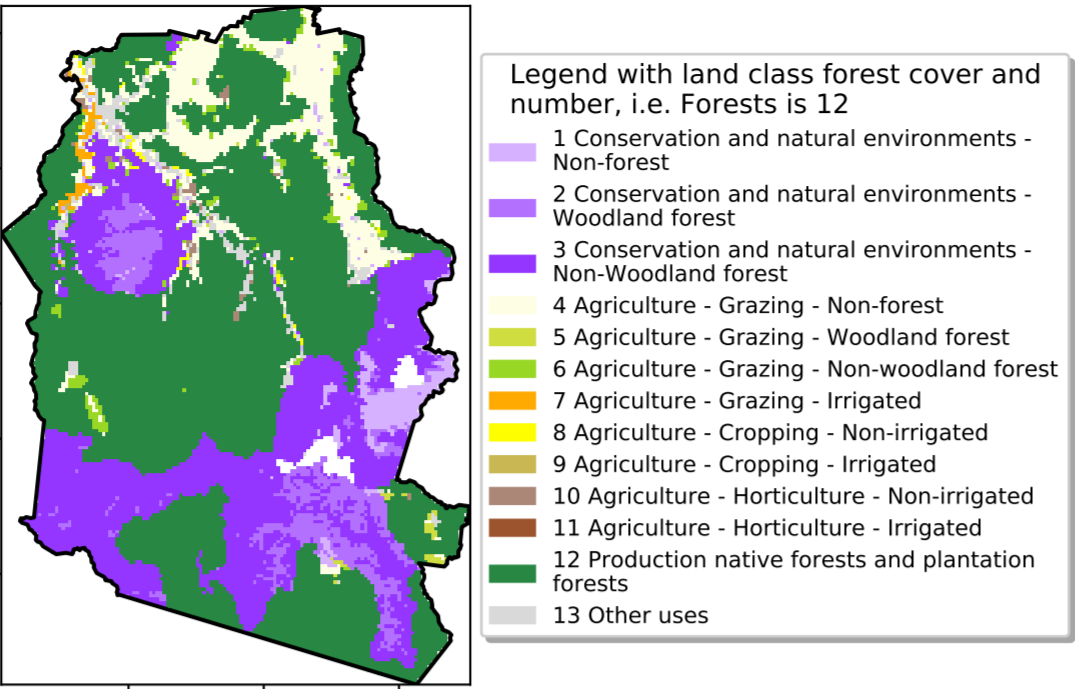 Legend with land class forest cover and
number, i.e. Forests is 12
1 Conservation and natural environments -
Non-forest
2 Conservation and natural environments -
Woodland forest
3 Conservation and natural environments -
Non-Woodland forest
4 Agriculture - Grazing - Non-forest
5 Agriculture - Grazing - Woodland forest
6 Agriculture - Grazing - Non-woodland forest
7 Agriculture - Grazing - Irrigated
8 Agriculture - Cropping - Non-irrigated
9 Agriculture - Cropping - Irrigated
10 Agriculture - Horticulture - Non-irrigated
11 Agriculture - Horticulture - Irrigated
12 Production native forests and plantation
forests
13 Other uses